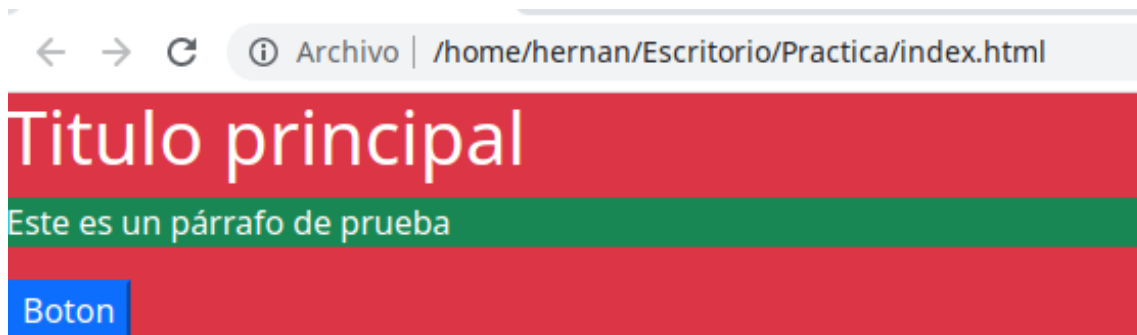 Archivo /home/hernan/Escritorio/Practica/index.html
Titulo principal
Este es un párrafo de prueba
Boton